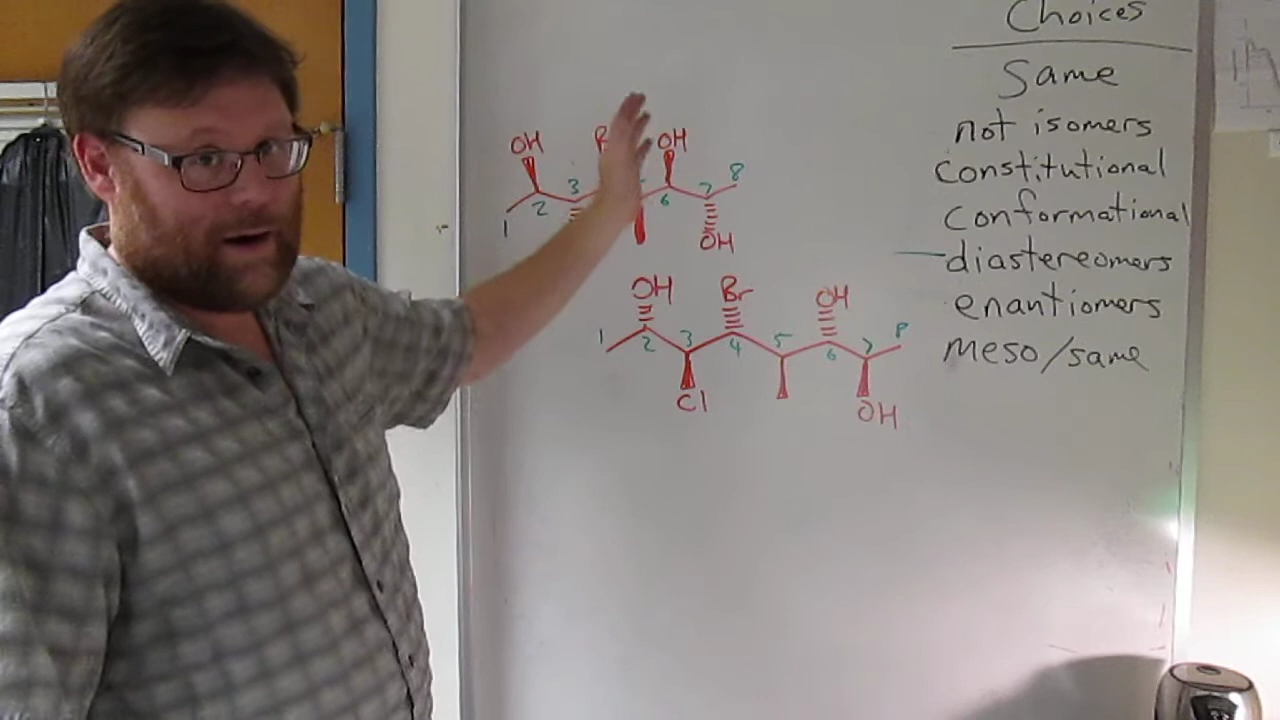 Choices
Same
not isomers
constitutional
conformational
diastereomers
enantiomers
meso/same
OH OH
1 2 3 6 7 8
OH
OH Br OH
1 2 3 4 5 6 7 8
Cl OH